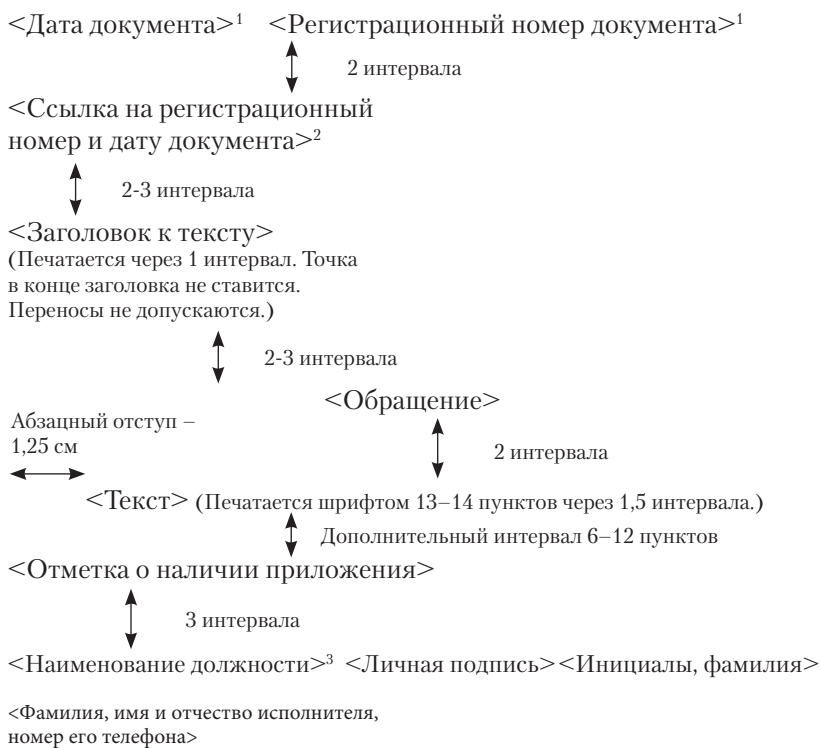 <Дата документа>¹ <Регистрационный номер документа>¹
2 интервала
<Ссылка на регистрационный
номер и дату документа>²
2-3 интервала
<Заголовок к тексту>
(Печатается через 1 интервал. Точка
в конце заголовка не ставится.
Переносы не допускаются.)
2-3 интервала
<Обращение>
Абзацный отступ –
1,25 см
2 интервала
<Текст> (Печатается шрифтом 13–14 пунктов через 1,5 интервала.)
Дополнительный интервал 6–12 пунктов
<Отметка о наличии приложения>
3 интервала
<Наименование должности>³ <Личная подпись><Инициалы, фамилия>
<Фамилия, имя и отчество исполнителя,
номер его телефона>